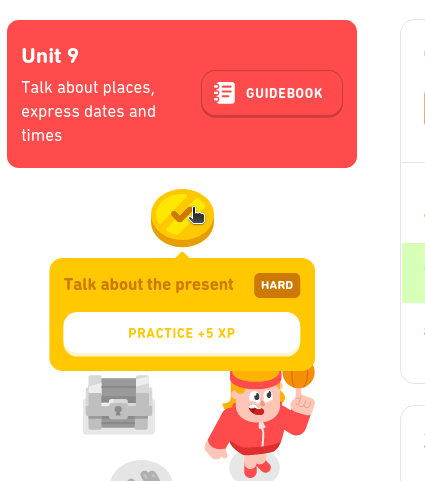 Unit 9
Talk about places,
express dates and
times
GUIDEBOOK
Talk about the present
HARD
PRACTICE +5 XP